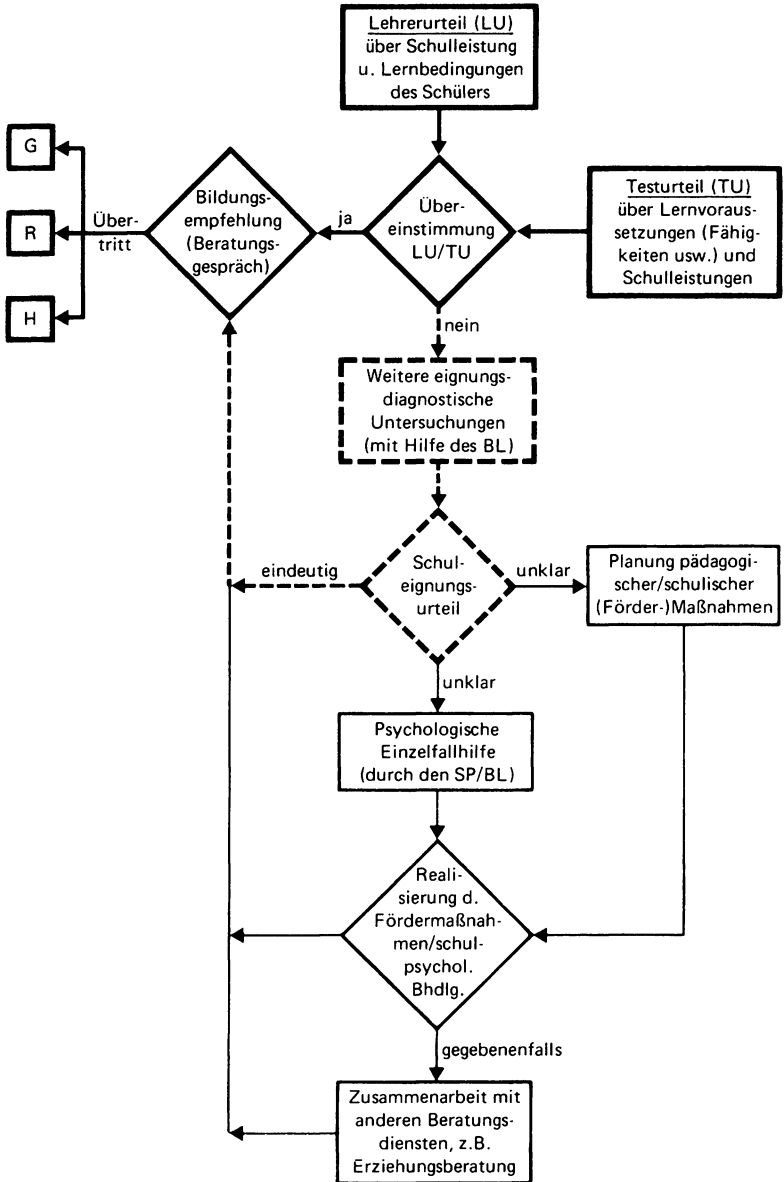 Lehrerurteil (LU)
über Schulleistung
u. Lernbedingungen
des Schülers
G
R
H
Über-
tritt
Bildungs-
empfehlung
(Beratungs-
gespräch)
ja
Über-
einstimmung
LU/TU
Testurteil (TU)
über Lernvoraus-
setzungen (Fähig-
keiten usw.) und
Schulleistungen
nein
Weitere eignungs-
diagnostische
Untersuchungen
(mit Hilfe des BL)
eindeutig
Schul-
eignungs-
urteil
unklar
Planung pädagogi-
scher/schulischer
(Förder-)Maßnahmen
unklar
Psychologische
Einzelfallhilfe
(durch den SP/BL)
Reali-
sierung d.
Fördermaßnah-
men/schul-
psychol.
Bhdlg.
gegebenenfalls
Zusammenarbeit mit
anderen Beratungs-
diensten, z.B.
Erziehungsberatung